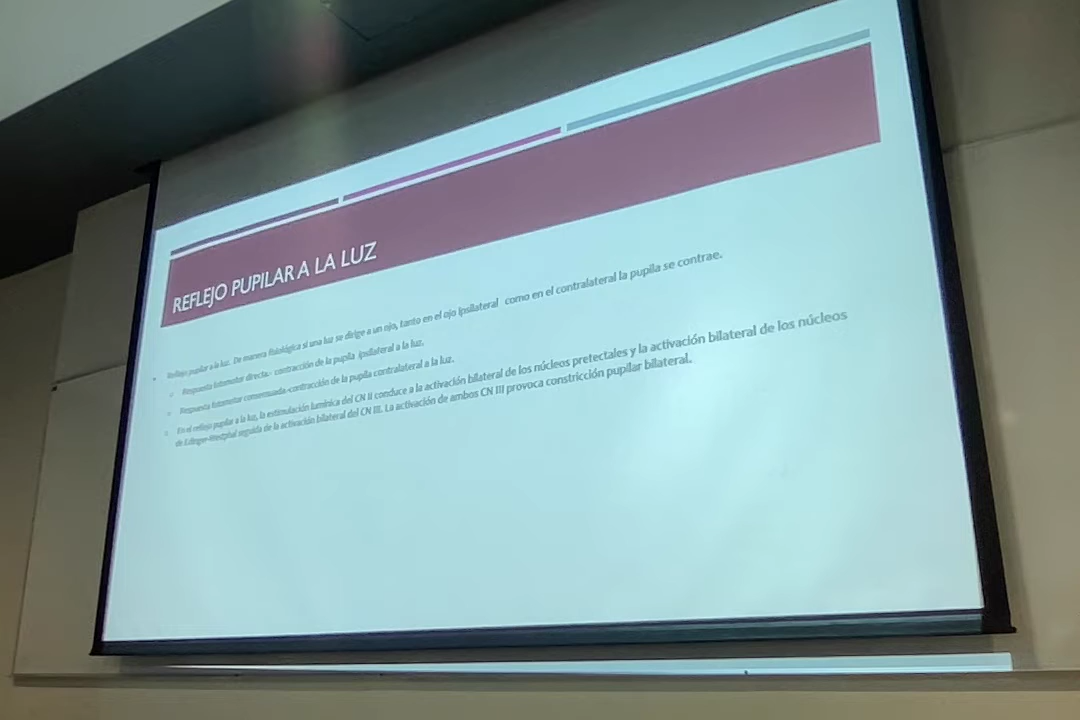 REFLEJO PUPILAR A LA LUZ
Reflejo pupilar a la luz. De manera fisiológica si una luz se dirige a un ojo, tanto en el ojo ipsilateral como en el contralateral la pupila se contrae.
Respuesta fotomotor directa.- contracción de la pupila ipsilateral a la luz.
Respuesta fotomotor consensuada.-contracción de la pupila contralateral a la luz.
En el reflejo pupilar a la luz, la estimulación lumínica del CN II conduce a la activación bilateral de los núcleos pretectales y la activación bilateral de los núcleos
de Edinger-Westphal seguida de la activación bilateral del CN III. La activación de ambos CN III provoca constricción pupilar bilateral.